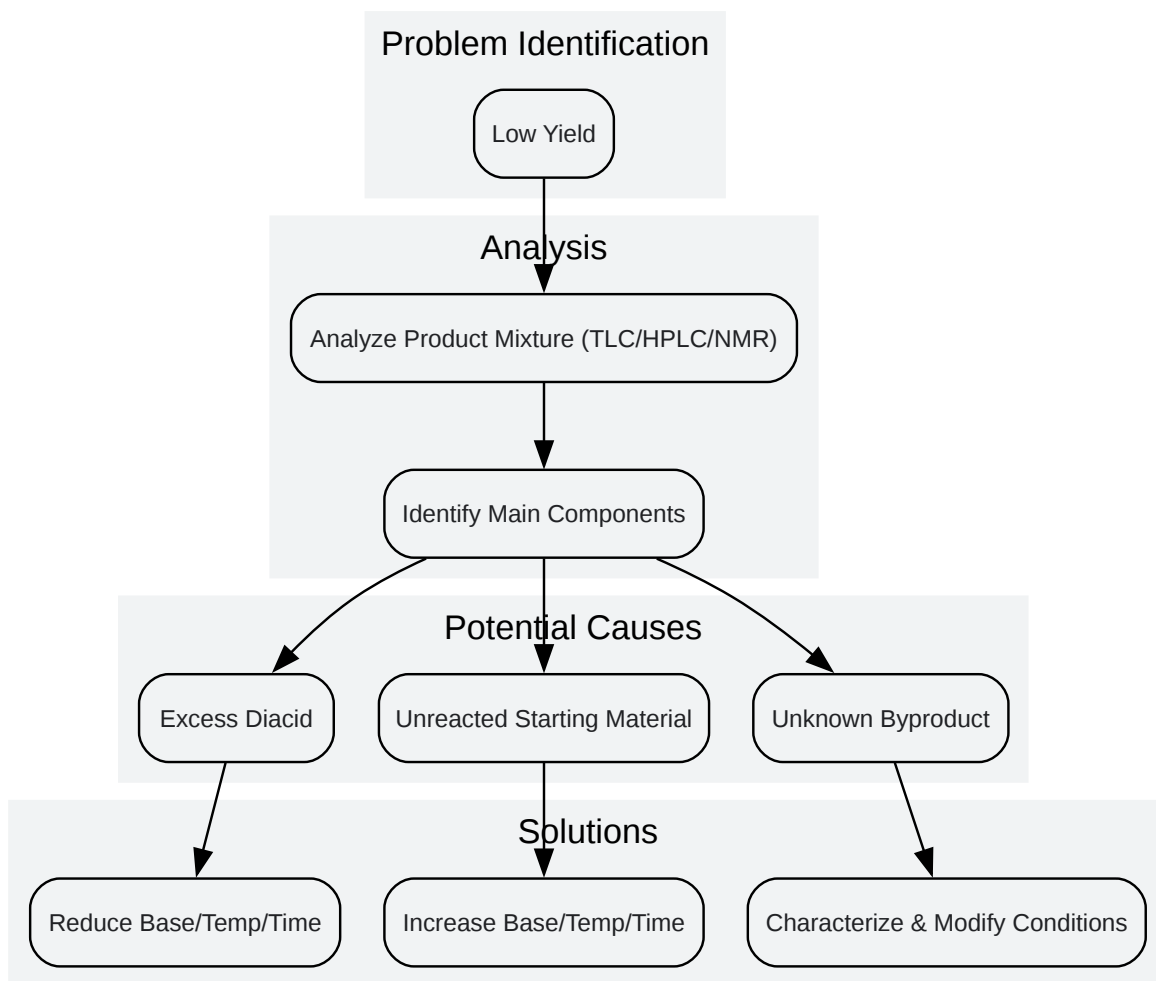 Problem Identification
Low Yield
Analysis
Analyze Product Mixture (TLC/HPLC/NMR)
Identify Main Components
Potential Causes
Excess Diacid
Unreacted Starting Material
Unknown Byproduct
Solutions
Reduce Base/Temp/Time
Increase Base/Temp/Time
Characterize & Modify Conditions